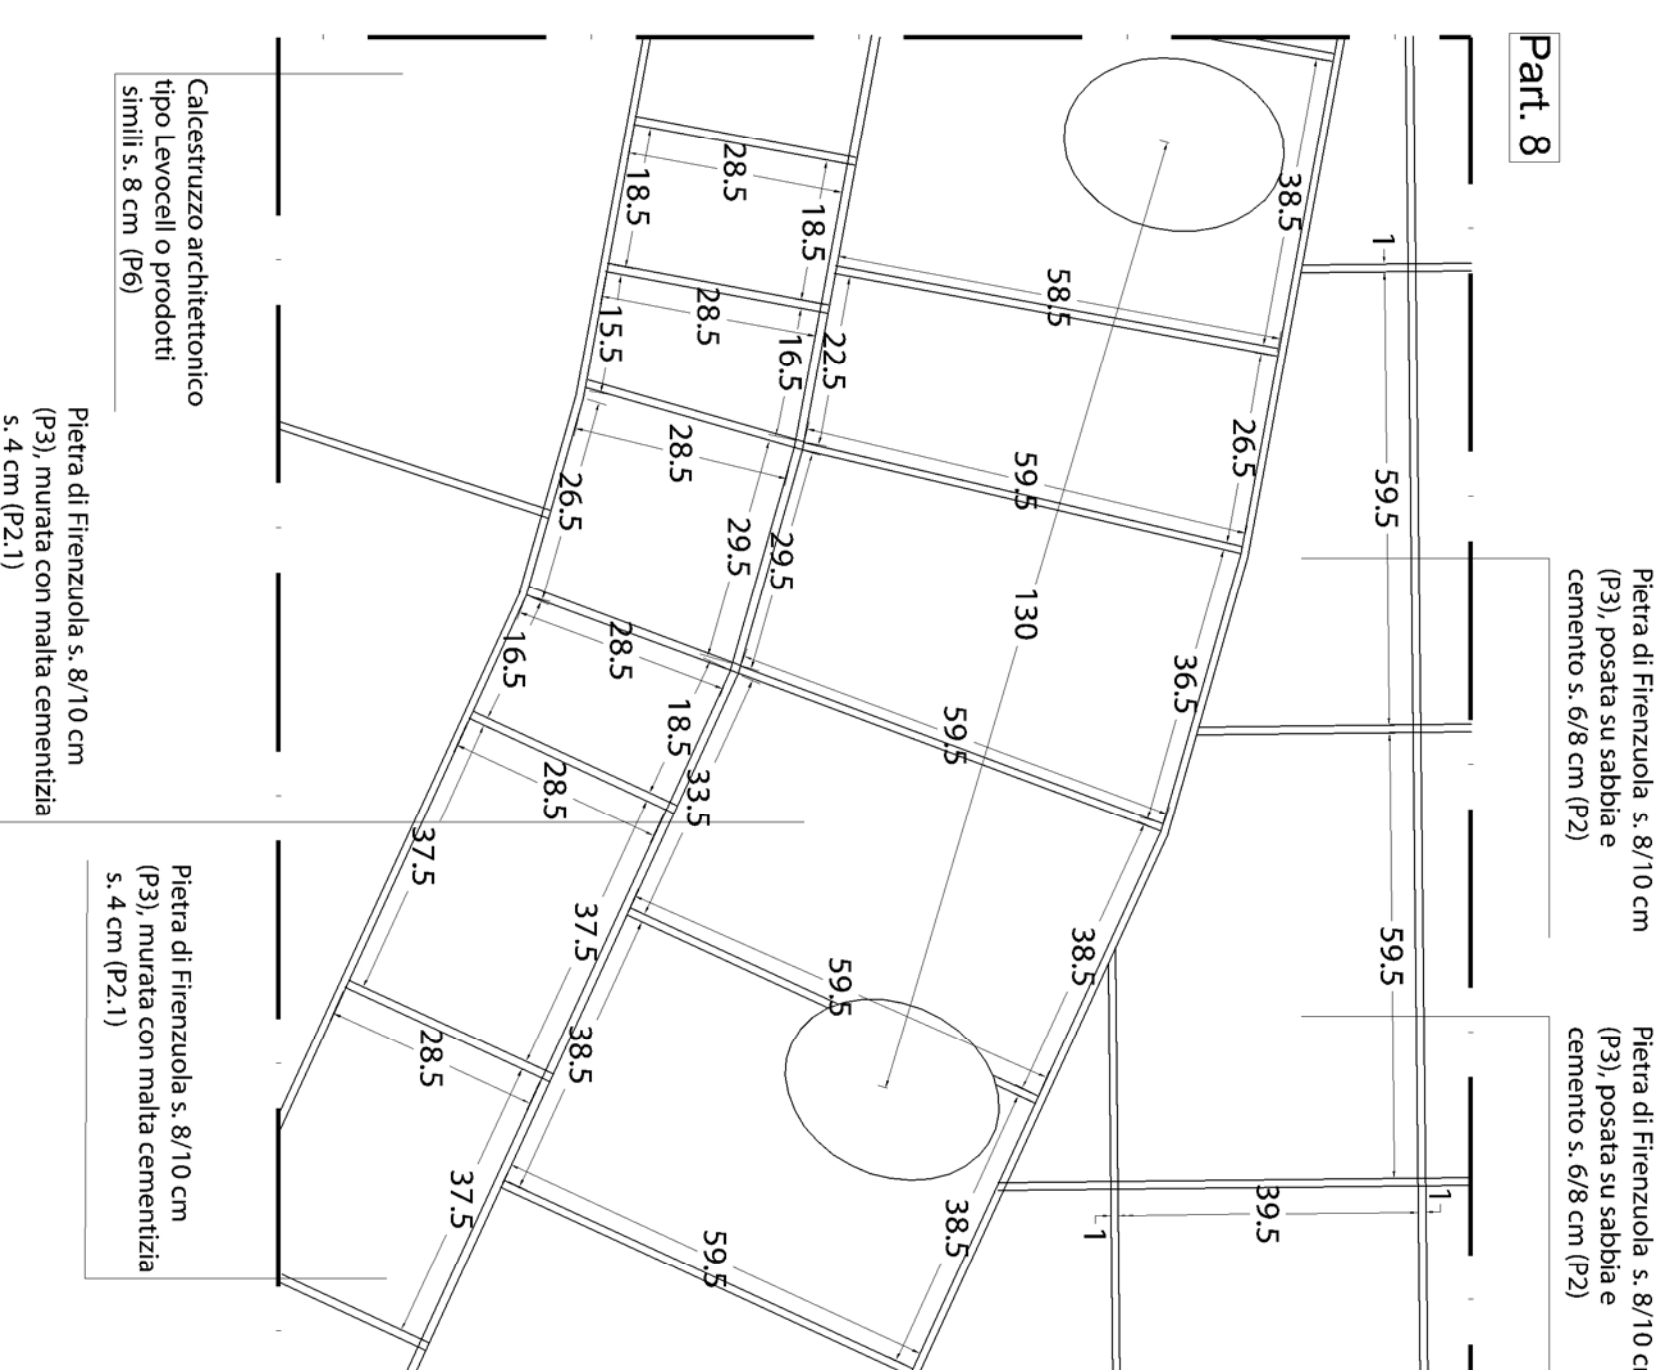 Part. 8
Pietra di Firenzuola s. 8/10 cm
(P3), posata su sabbia e
cemento s. 6/8 cm (P2)
Pietra di Firenzuola s. 8/10
(P3), posata su sabbia e
cemento s. 6/8 cm (P2)
1
59.5
59.5
1
39.5
1
38.5
26.5
36.5
38.5
38.5
58.5
59.5
130
59.5
59.5
59.5
22.5
29.5
33.5
38.5
18.5
16.5
29.5
18.5
37.5
37.5
28.5
28.5
28.5
28.5
28.5
28.5
18.5
15.5
26.5
16.5
37.5
Calcestruzzo architettonico
tipo Levocell o prodotti
simili s. 8 cm (P6)
Pietra di Firenzuola s. 8/10 cm
(P3), murata con malta cementizia
s. 4 cm (P2.1)
Pietra di Firenzuola s. 8/10 cm
(P3), murata con malta cementizia
s. 4 cm (P2.1)